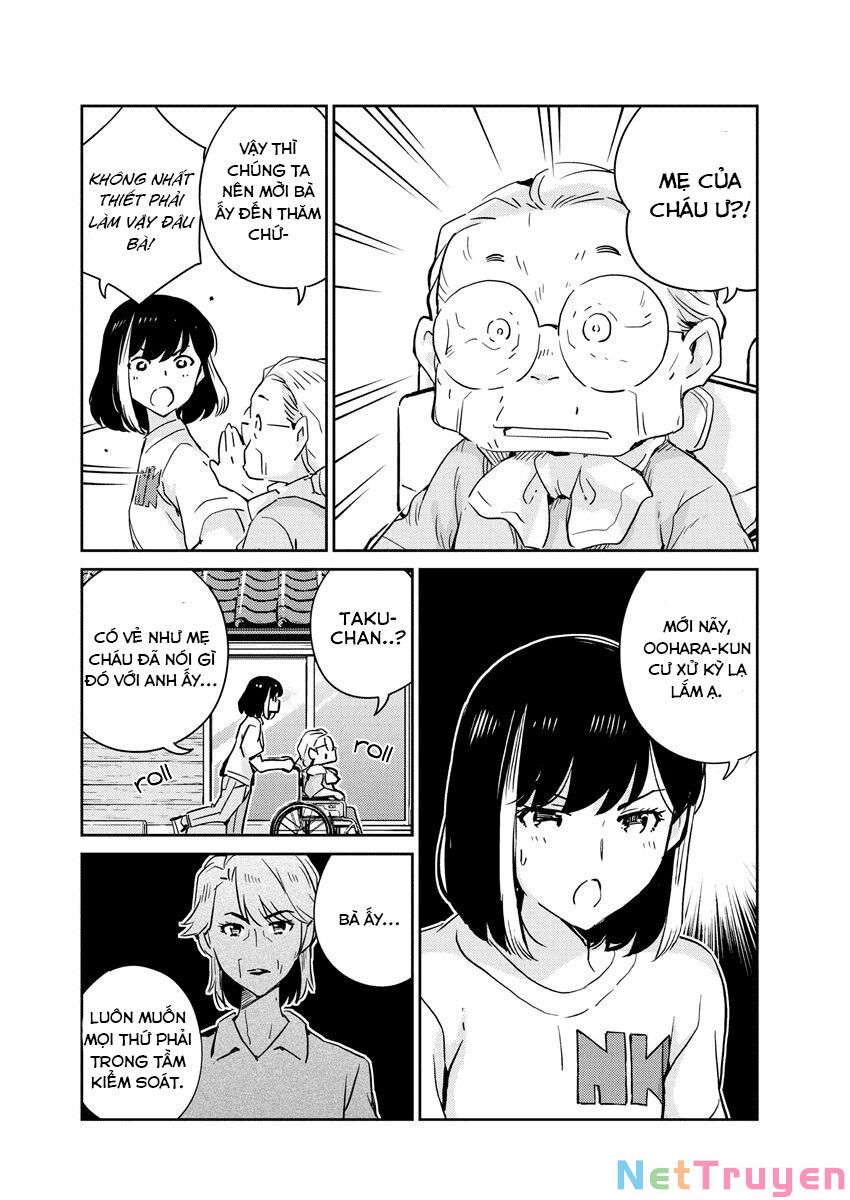 MẸ CỦA
CHÁU Ư?!
VẬY THÌ
CHÚNG TA
NÊN MỜI BÀ
ẤY ĐẾN THĂM
CHỨ-
KHÔNG NHẤT
THIẾT PHẢI
LÀM VẬY ĐÂU
BÀ!
NK
MỚI NÃY,
OOHARA-KUN
CƯ XỬ KỲ LẠ
LẮM Ạ.
NK
TAKU-
CHAN..?
CÓ VẺ NHƯ MẸ
CHÁU ĐÃ NÓI GÌ
ĐÓ VỚI ANH ẤY...
roll
roll
BÀ ẤY...
LUÔN MUỐN
MỌI THỨ PHẢI
TRONG TẦM
KIỂM SOÁT.
NetTruyen